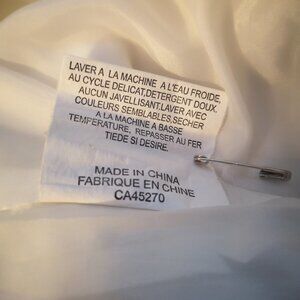 LAVER A LA MACHINE A L'EAU FROIDE,
AU CYCLE DELICAT,DETERGENT DOUX.
AUCUN JAVELLISANT.LAVER AVEC
COULEURS SEMBLABLES,SECHER
A LA MACHINE A BASSE
TEMPÉRATURE, REPASSER AU FER
TIEDE SI DESIRE.
MADE IN CHINA
FABRIQUE EN CHINE
CA45270